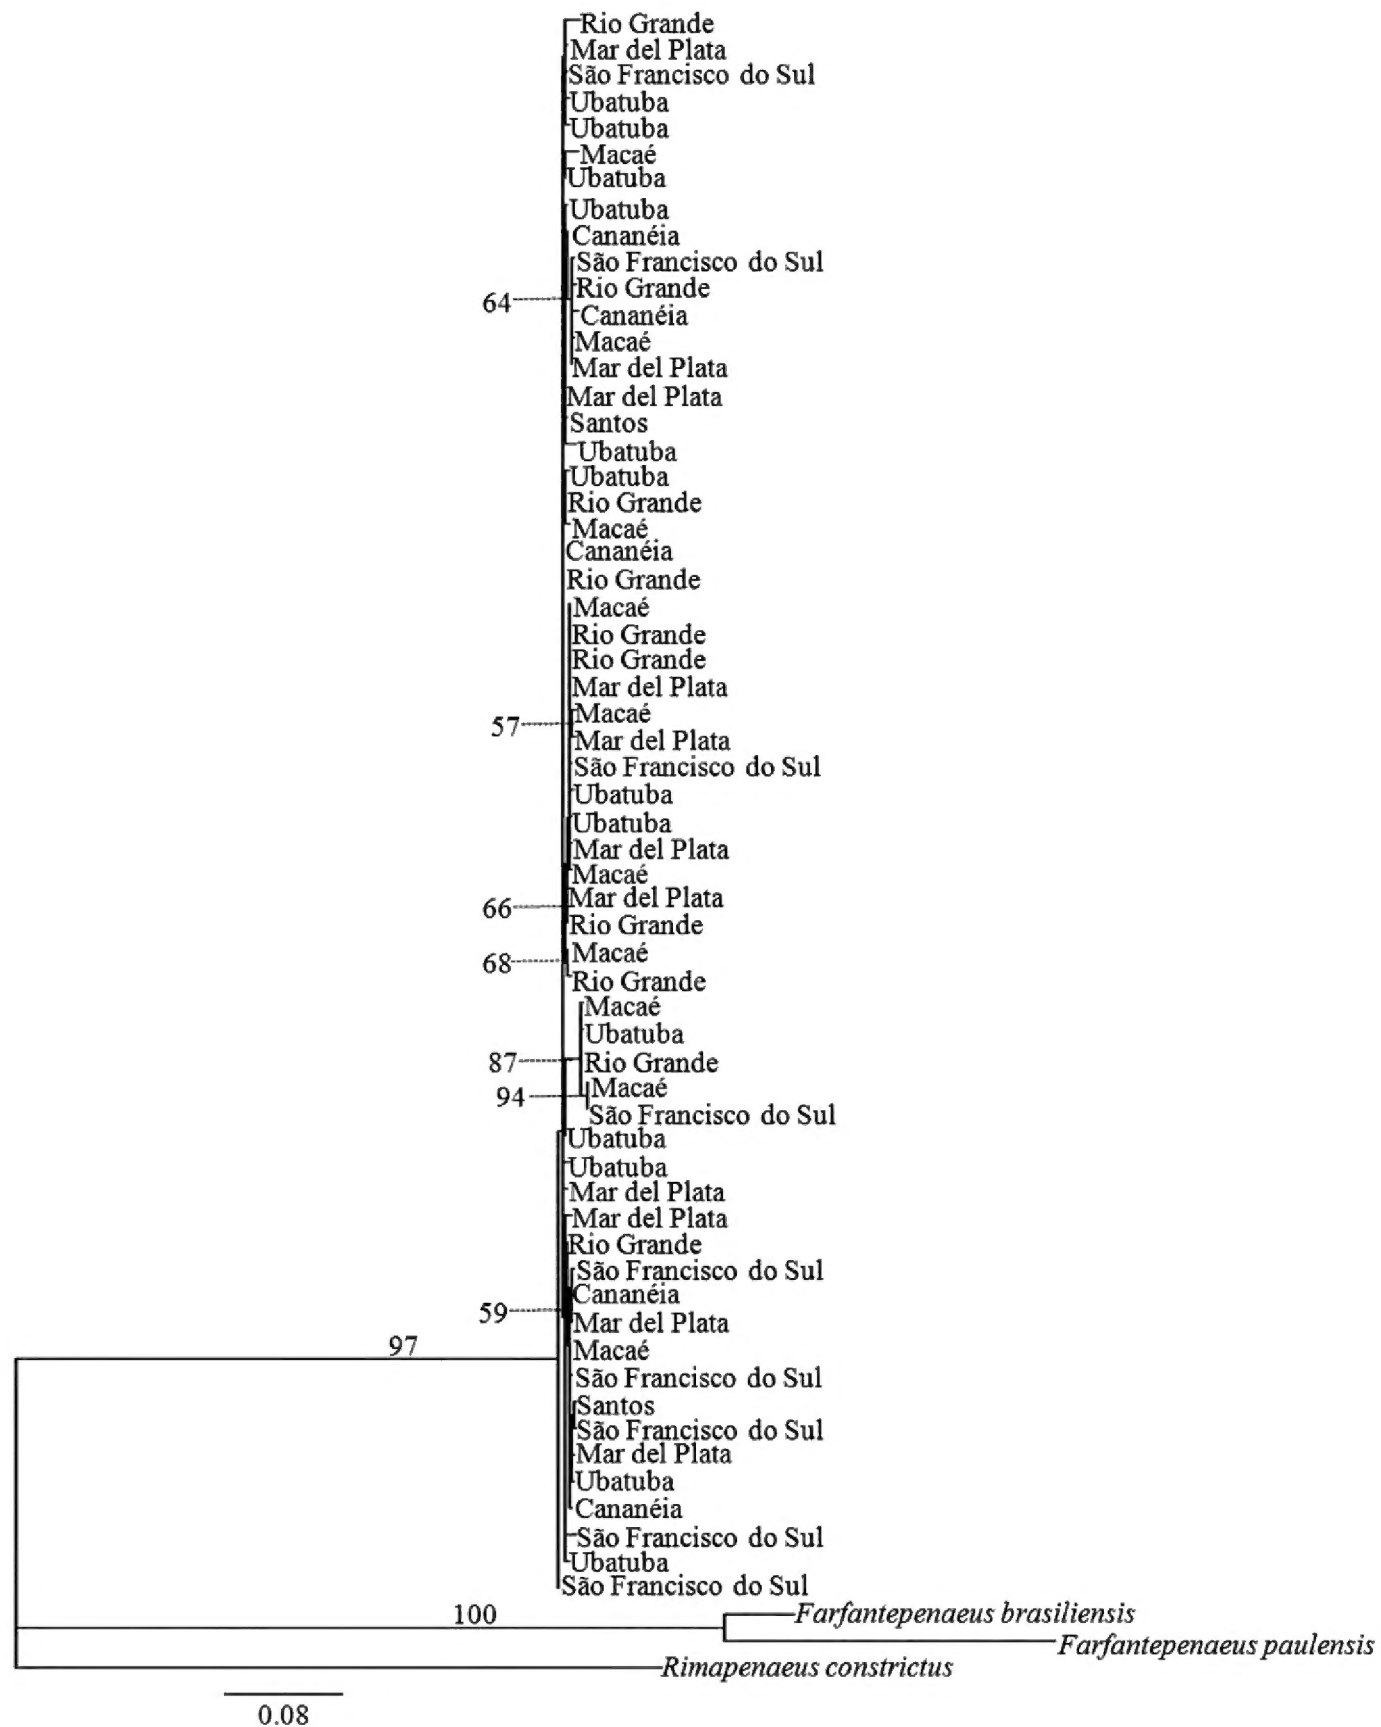 Rio Grande
Mar del Plata
São Francisco do Sul
Ubatuba
Ubatuba
Macaé
Ubatuba
Ubatuba
Cananéia
São Francisco do Sul
Rio Grande
64
Cananéia
Macaé
Mar del Plata
Mar del Plata
Santos
Ubatuba
Ubatuba
Rio Grande
Macaé
Cananéia
Rio Grande
Macaé
Rio Grande
Rio Grande
Mar del Plata
Macaé
57
Mar del Plata
São Francisco do Sul
Ubatuba
Ubatuba
Mar del Plata
Macaé
Mar del Plata
66
Rio Grande
Macaé
68
Rio Grande
Macaé
Ubatuba
87
Rio Grande
Macaé
94
São Francisco do Sul
Ubatuba
Ubatuba
Mar del Plata
Mar del Plata
Rio Grande
São Francisco do Sul
Cananéia
59
Mar del Plata
97
Macaé
São Francisco do Sul
Santos
São Francisco do Sul
Mar del Plata
Ubatuba
Cananéia
São Francisco do Sul
Ubatuba
São Francisco do Sul
100
Farfantepenaeus brasiliensis
Farfantepenaeus paulensis
Rimapenaeus constrictus
0.08